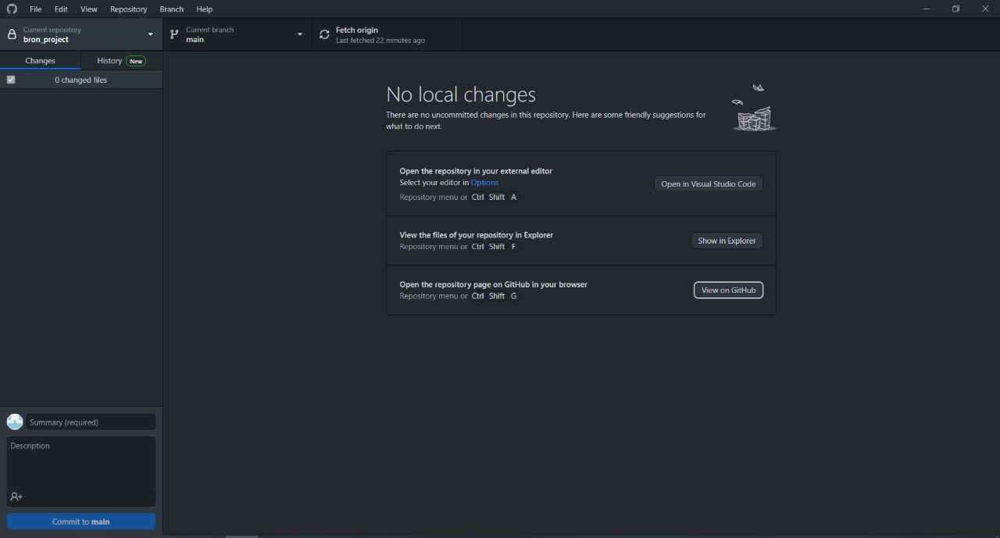 File Edit View Repository Branch Help
Current repository
bron_project
Current branch
main
Fetch origin
Last fetched 22 minutes ago
Changes
History New
0 changed files
No local changes
There are no uncommitted changes in this repository. Here are some friendly suggestions for
what to do next.
Open the repository in your external editor
Select your editor in Options
Repository menu or Ctrl Shift A
Open in Visual Studio Code
View the files of your repository in Explorer
Repository menu or Ctrl Shift F
Show in Explorer
Open the repository page on GitHub in your browser
Repository menu or Ctrl Shift G
View on GitHub
Summary (required)
Description
Commit to main